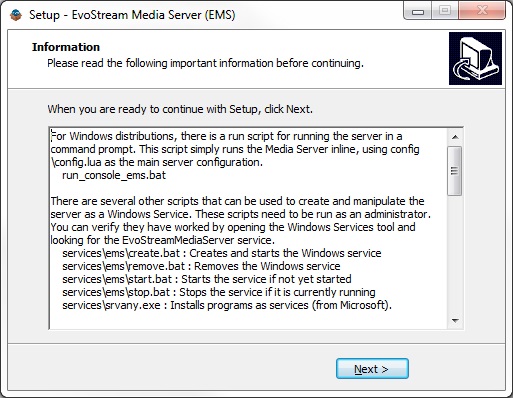 Setup - EvoStream Media Server (EMS)
Information
Please read the following important information before continuing.
When you are ready to continue with Setup, click Next.
For Windows distributions, there is a run script for running the server in a
command prompt. This script simply runs the Media Server inline, using config
\config.lua as the main server configuration.
run_console_ems.bat
There are several other scripts that can be used to create and manipulate the
server as a Windows Service. These scripts need to be run as an administrator.
You can verify they have worked by opening the Windows Services tool and
looking for the EvoStreamMediaServer service.
services\ems\create.bat : Creates and starts the Windows service
services\ems\remove.bat : Removes the Windows service
services\ems\start.bat : Starts the service if not yet started
services\ems\stop.bat : Stops the service if it is currently running
services\srvany.exe : Installs programs as services (from Microsoft).
Next >